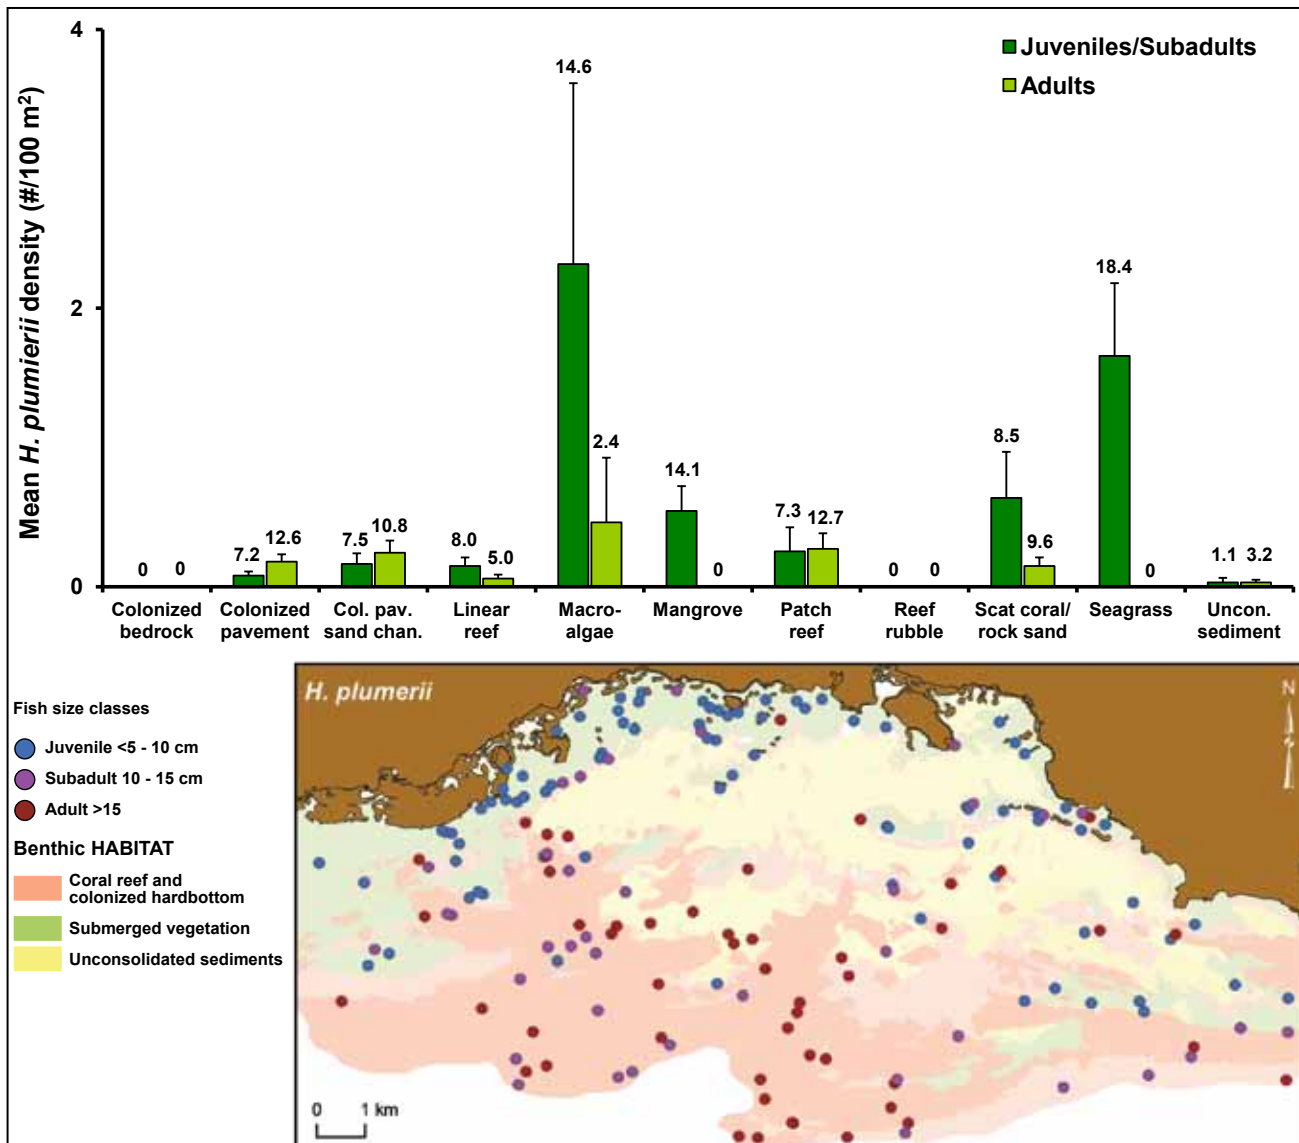 4
Juveniles/Subadults
Adults
Mean H. plumierii density (#/100 m²)
2
0
0 0
7.2 12.6
7.5 10.8
8.0 5.0
14.6 2.4
14.1 0
7.3 12.7
0 0
8.5 9.6
18.4 0
1.1 3.2
Colonized
bedrock
Colonized
pavement
Col. pav.
sand chan.
Linear
reef
Macro-
algae
Mangrove
Patch
reef
Reef
rubble
Scat coral/
rock sand
Seagrass
Uncon.
sediment
H. plumerii
N
Fish size classes
Juvenile <5 - 10 cm
Subadult 10 - 15 cm
Adult >15
Benthic HABITAT
Coral reef and
colonized hardbottom
Submerged vegetation
Unconsolidated sediments
0 1 km